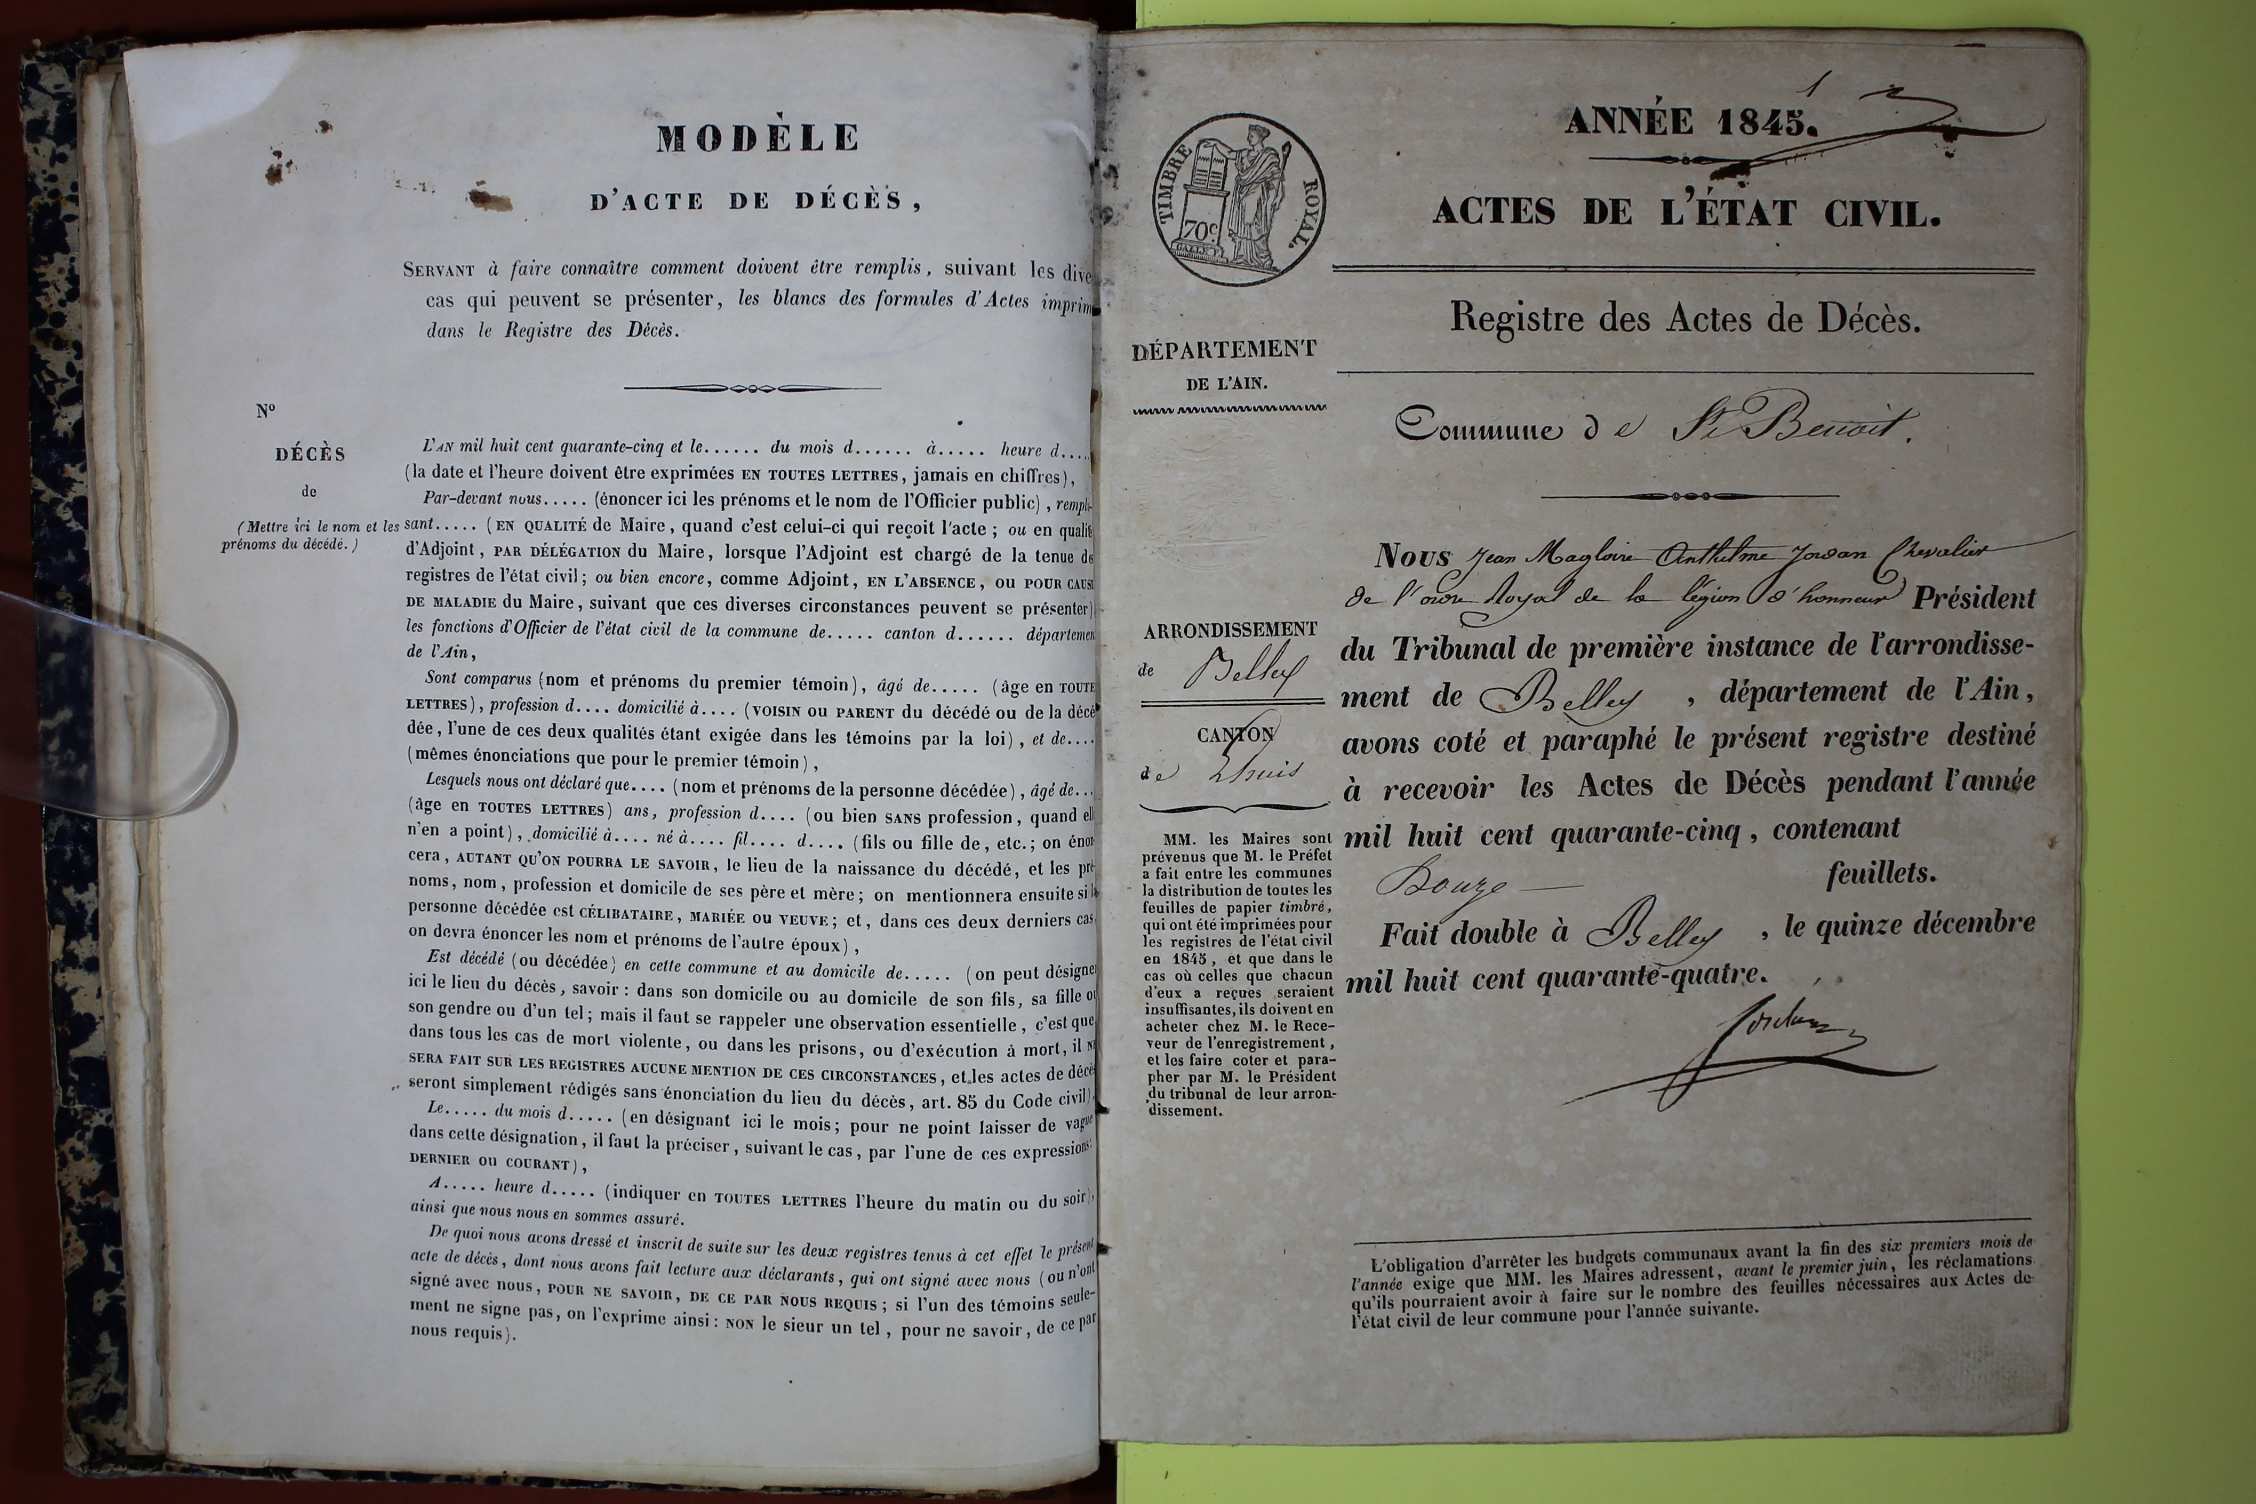 MODÈLE
D'ACTE DE DÉCÈS,
SERVANT à faire connaître comment doivent être remplis, suivant les dive
cas qui peuvent se présenter, les blancs des formules d'Actes imprim
dans le Registre des Décès.
No
DÉCÈS
de
(Mettre ici le nom et les
prénoms du décédé.)
L'AN mil huit cent quarante-cinq et le...... du mois d...... à..... heure d.....
(la date et l'heure doivent être exprimées EN TOUTES LETTRES, jamais en chiffres),
Par-devant nous..... (énoncer ici les prénoms et le nom de l'Officier public), remplis-
sant..... (EN QUALITÉ de Maire, quand c'est celui-ci qui reçoit l'acte; ou en qualité
d'Adjoint, PAR DÉLÉGATION du Maire, lorsque l'Adjoint est chargé de la tenue de
registres de l'état civil; ou bien encore, comme Adjoint, EN L'ABSENCE, OU POUR CAUSE
DE MALADIE du Maire, suivant que ces diverses circonstances peuvent se présenter)
les fonctions d'Officier de l'état civil de la commune de..... canton d...... départemen
de l'Ain,
Sont comparus (nom et prénoms du premier témoin), âgé de..... (âge en TOUTE
LETTRES), profession d.... domicilié à.... (VOISIN OU PARENT du décédé ou de la décé
dée, l'une de ces deux qualités étant exigée dans les témoins par la loi), et de....
(mêmes énonciations que pour le premier témoin),
Lesquels nous ont déclaré que.... (nom et prénoms de la personne décédée), âgé de...
(âge en TOUTES LETTRES) ans, profession d.... (ou bien SANS profession, quand ell
n'en a point), domicilié à.... né à.... fil.... d.... (fils ou fille de, etc.; on énon
cera, AUTANT QU'ON POURRA LE SAVOIR, le lieu de la naissance du décédé, et les pré
noms, nom, profession et domicile de ses père et mère; on mentionnera ensuite si l
personne décédée est CÉLIBATAIRE, MARIÉE OU VEUVE; et, dans ces deux derniers cas,
on devra énoncer les nom et prénoms de l'autre époux),
Est décédé (ou décédée) en cette commune et au domicile de..... (on peut désigner
ici le lieu du décès, savoir: dans son domicile ou au domicile de son fils, sa fille ou
son gendre ou d'un tel; mais il faut se rappeler une observation essentielle, c'est que
dans tous les cas de mort violente, ou dans les prisons, ou d'exécution à mort, il NE
SERA FAIT SUR LES REGISTRES AUCUNE MENTION DE CES CIRCONSTANCES, et les actes de décè
seront simplement rédigés sans énonciation du lieu du décès, art. 85 du Code civil),
Le..... du mois d..... (en désignant ici le mois; pour ne point laisser de vague
dans cette désignation, il faut la préciser, suivant le cas, par l'une de ces expressions:
DERNIER OU COURANT),
A..... heure d..... (indiquer en TOUTES LETTRES l'heure du matin ou du soir),
ainsi que nous nous en sommes assuré.
De quoi nous avons dressé et inscrit de suite sur les deux registres tenus à cet effet le présent
acte de décès, dont nous avons fait lecture aux déclarants, qui ont signé avec nous (ou n'ont
signé avec nous, POUR NE SAVOIR, DE CE PAR NOUS REQUIS; si l'un des témoins seule-
ment ne signe pas, on l'exprime ainsi: NON le sieur un tel, pour ne savoir, de ce par
nous requis).
1
ANNÉE 1845.
TIMBRE ROYAL.
70c.
ACTES DE L'ÉTAT CIVIL.
Registre des Actes de Décès.
DÉPARTEMENT
DE L'AIN.
Commune de St Benoit.
Nous Jean Magloire Anthelme Jordan Chevalier
de l'ordre Royal de la légion d'honneur Président
du Tribunal de première instance de l'arrondisse-
ment de Belley, département de l'Ain,
avons coté et paraphé le présent registre destiné
à recevoir les Actes de Décès pendant l'année
mil huit cent quarante-cinq, contenant
Douze — feuillets.
Fait double à Belley, le quinze décembre
mil huit cent quarante-quatre.
Jordan
ARRONDISSEMENT
de Belley
CANTON
de Lhuis
MM. les Maires sont
prévenus que M. le Préfet
a fait entre les communes
la distribution de toutes les
feuilles de papier timbré,
qui ont été imprimées pour
les registres de l'état civil
en 1845, et que dans le
cas où celles que chacun
d'eux a reçues seraient
insuffisantes, ils doivent en
acheter chez M. le Rece-
veur de l'enregistrement,
et les faire coter et para-
pher par M. le Président
du tribunal de leur arron-
dissement.
L'obligation d'arrêter les budgets communaux avant la fin des six premiers mois de
l'année exige que MM. les Maires adressent, avant le premier juin, les réclamations
qu'ils pourraient avoir à faire sur le nombre des feuilles nécessaires aux Actes de
l'état civil de leur commune pour l'année suivante.